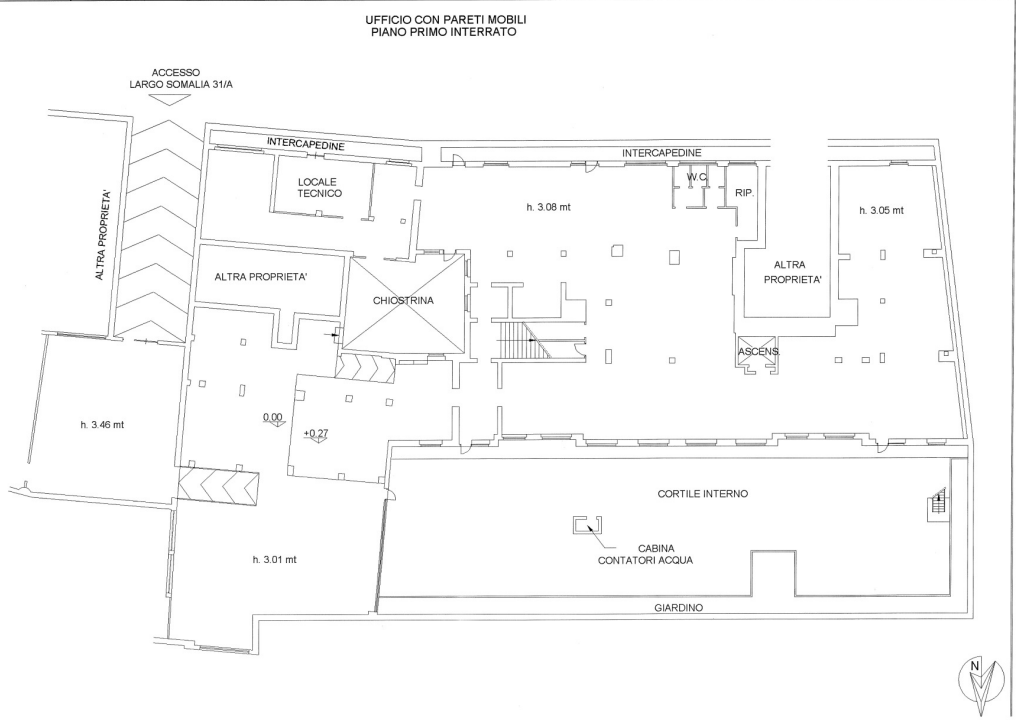 UFFICIO CON PARETI MOBILI
PIANO PRIMO INTERRATO
ACCESSO
LARGO SOMALIA 31/A
INTERCAPEDINE
INTERCAPEDINE
LOCALE
TECNICO
W.C.
RIP.
h. 3.08 mt
h. 3.05 mt
ALTRA PROPRIETA'
ALTRA PROPRIETA'
ALTRA
PROPRIETA'
CHIOSTRINA
ASCENS.
0.00
+0.27
h. 3.46 mt
CORTILE INTERNO
CABINA
CONTATORI ACQUA
h. 3.01 mt
GIARDINO
N